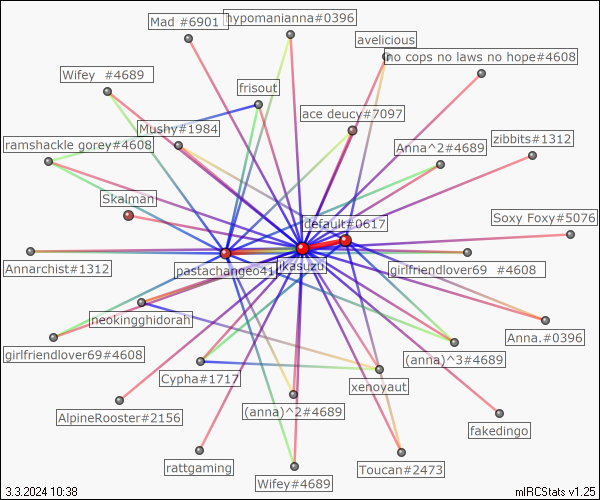 Mad #6901
hypomanianna#0396
avelicious
no cops no laws no hope#4608
Wifey  #4689
frisout
ace deucy#7097
Mushy#1984
zibbits#1312
ramshackle gorey#4608
Anna^2#4689
Skalman
default#0617
Soxy Foxy#5076
Annarchist#1312
pastachangeo41
ikasuzu
girlfriendlover69  #4608
neokingghidorah
Anna.#0396
girlfriendlover69#4608
(anna)^3#4689
Cypha#1717
xenoyaut
AlpineRooster#2156
(anna)^2#4689
fakedingo
rattgaming
Toucan#2473
Wifey#4689
3.3.2024 10:38
mIRCStats v1.25